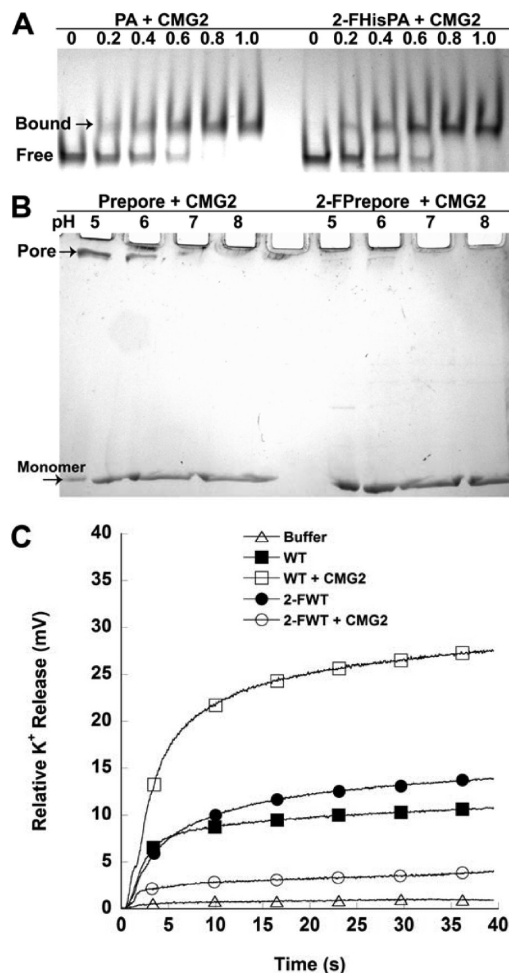 A
PA + CMG2 2-FHisPA + CMG2
0 0.2 0.4 0.6 0.8 1.0 0 0.2 0.4 0.6 0.8 1.0
Bound
Free
B
Prepore + CMG2 2-FPrepore + CMG2
pH 5 6 7 8 5 6 7 8
Pore
Monomer
C
Buffer
WT
WT + CMG2
2-FWT
2-FWT + CMG2
Relative K⁺ Release (mV)
40
35
30
25
20
15
10
5
0
0 5 10 15 20 25 30 35 40
Time (s)